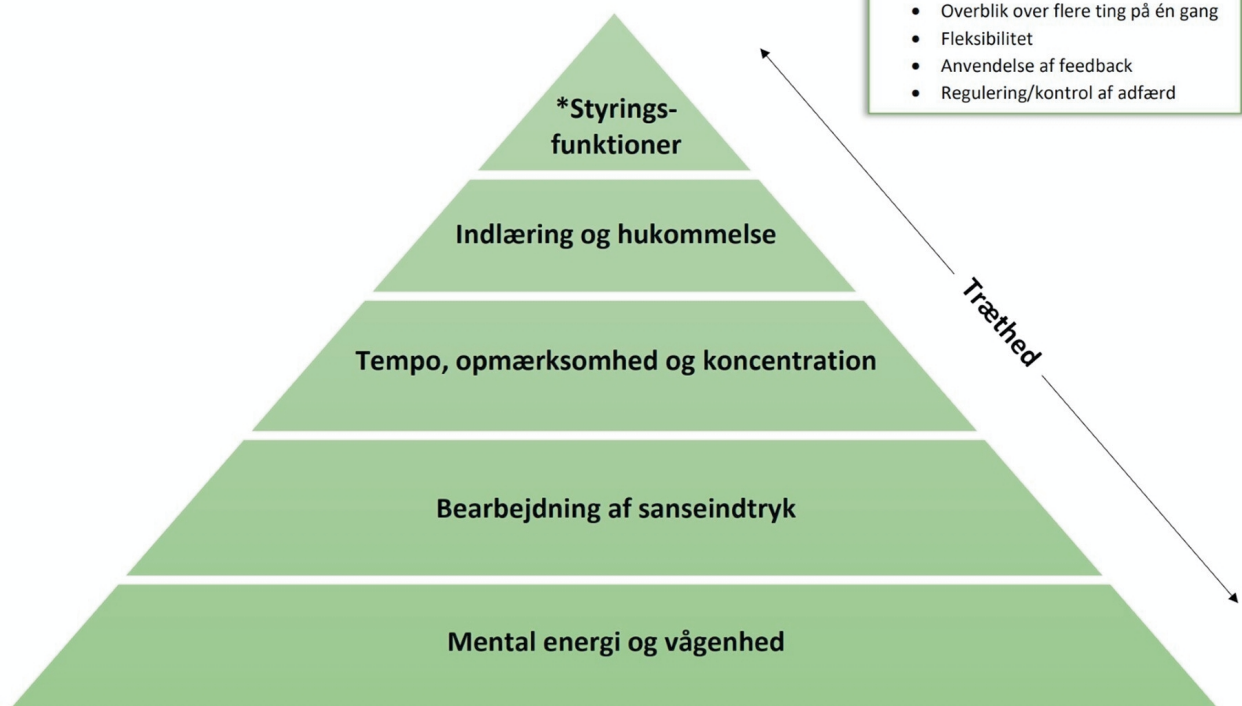 • Overblik over flere ting på én gang
• Fleksibilitet
• Anvendelse af feedback
• Regulering/kontrol af adfærd
*Styrings-
funktioner
Indlæring og hukommelse
Tempo, opmærksomhed og koncentration
Træthed
Bearbejdning af sanseindtryk
Mental energi og vågenhed